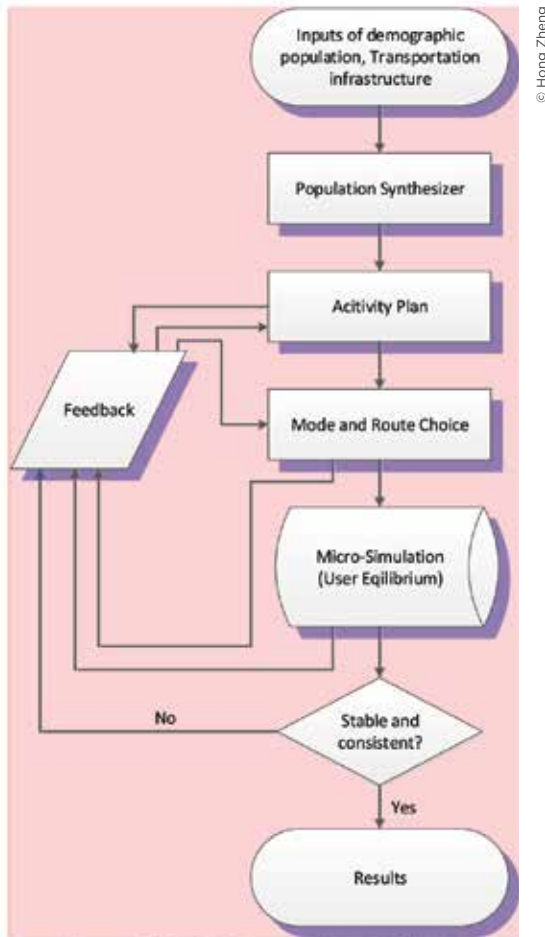 Inputs of demographic
population, Transportation
infrastructure
© Hong Zheng
Population Synthesizer
Acitivity Plan
Feedback
Mode and Route Choice
Micro-Simulation
(User Eqilibrium)
No
Stable and
consistent?
Yes
Results